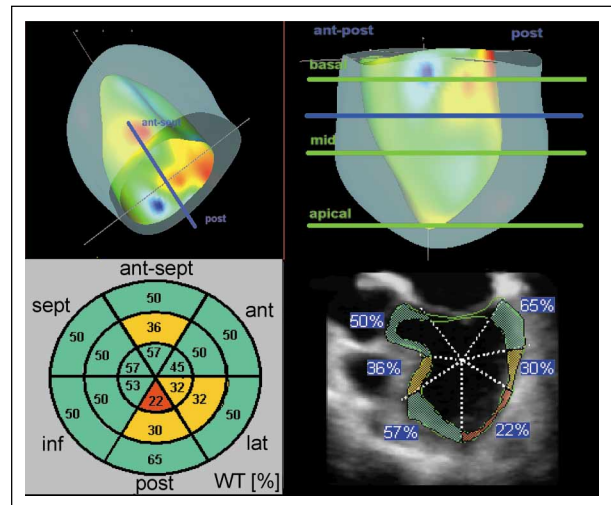 ant-sept
post
ant-post
post
basal
mid
apical
ant-sept
sept
ant
50
50
50
36
50
50
57
57
45
53
32
22
50
32
50
30
50
65
inf
lat
post
WT [%]
50%
65%
36%
30%
57%
22%